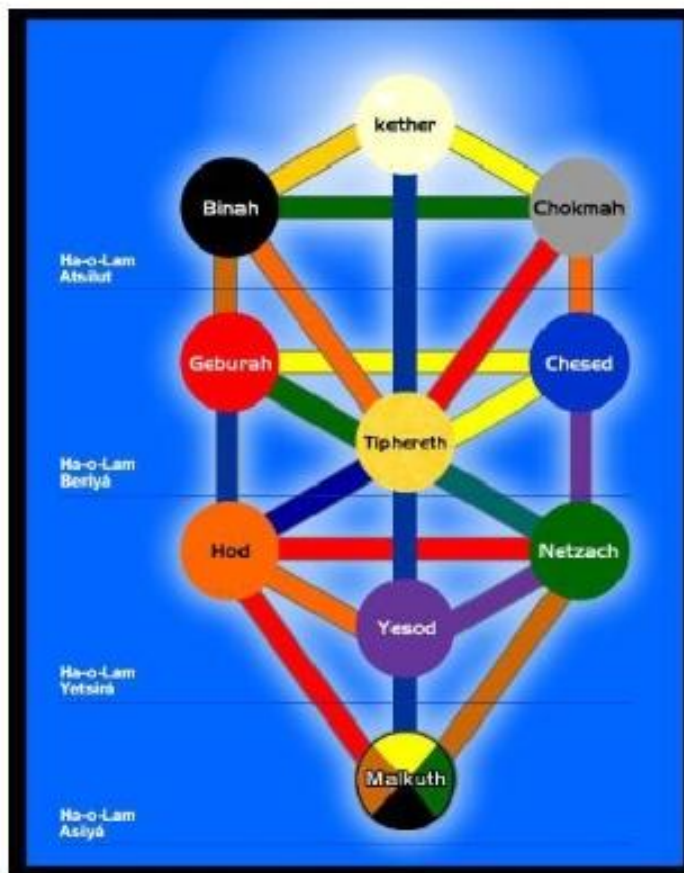 kether
Binah
Chokmah
Ha-o-Lam
Atsilut
Geburah
Chesed
Tiphereth
Ha-o-Lam
Beriyá
Hod
Netzach
Yesod
Ha-o-Lam
Yetsirá
Malkuth
Ha-o-Lam
Asiyá